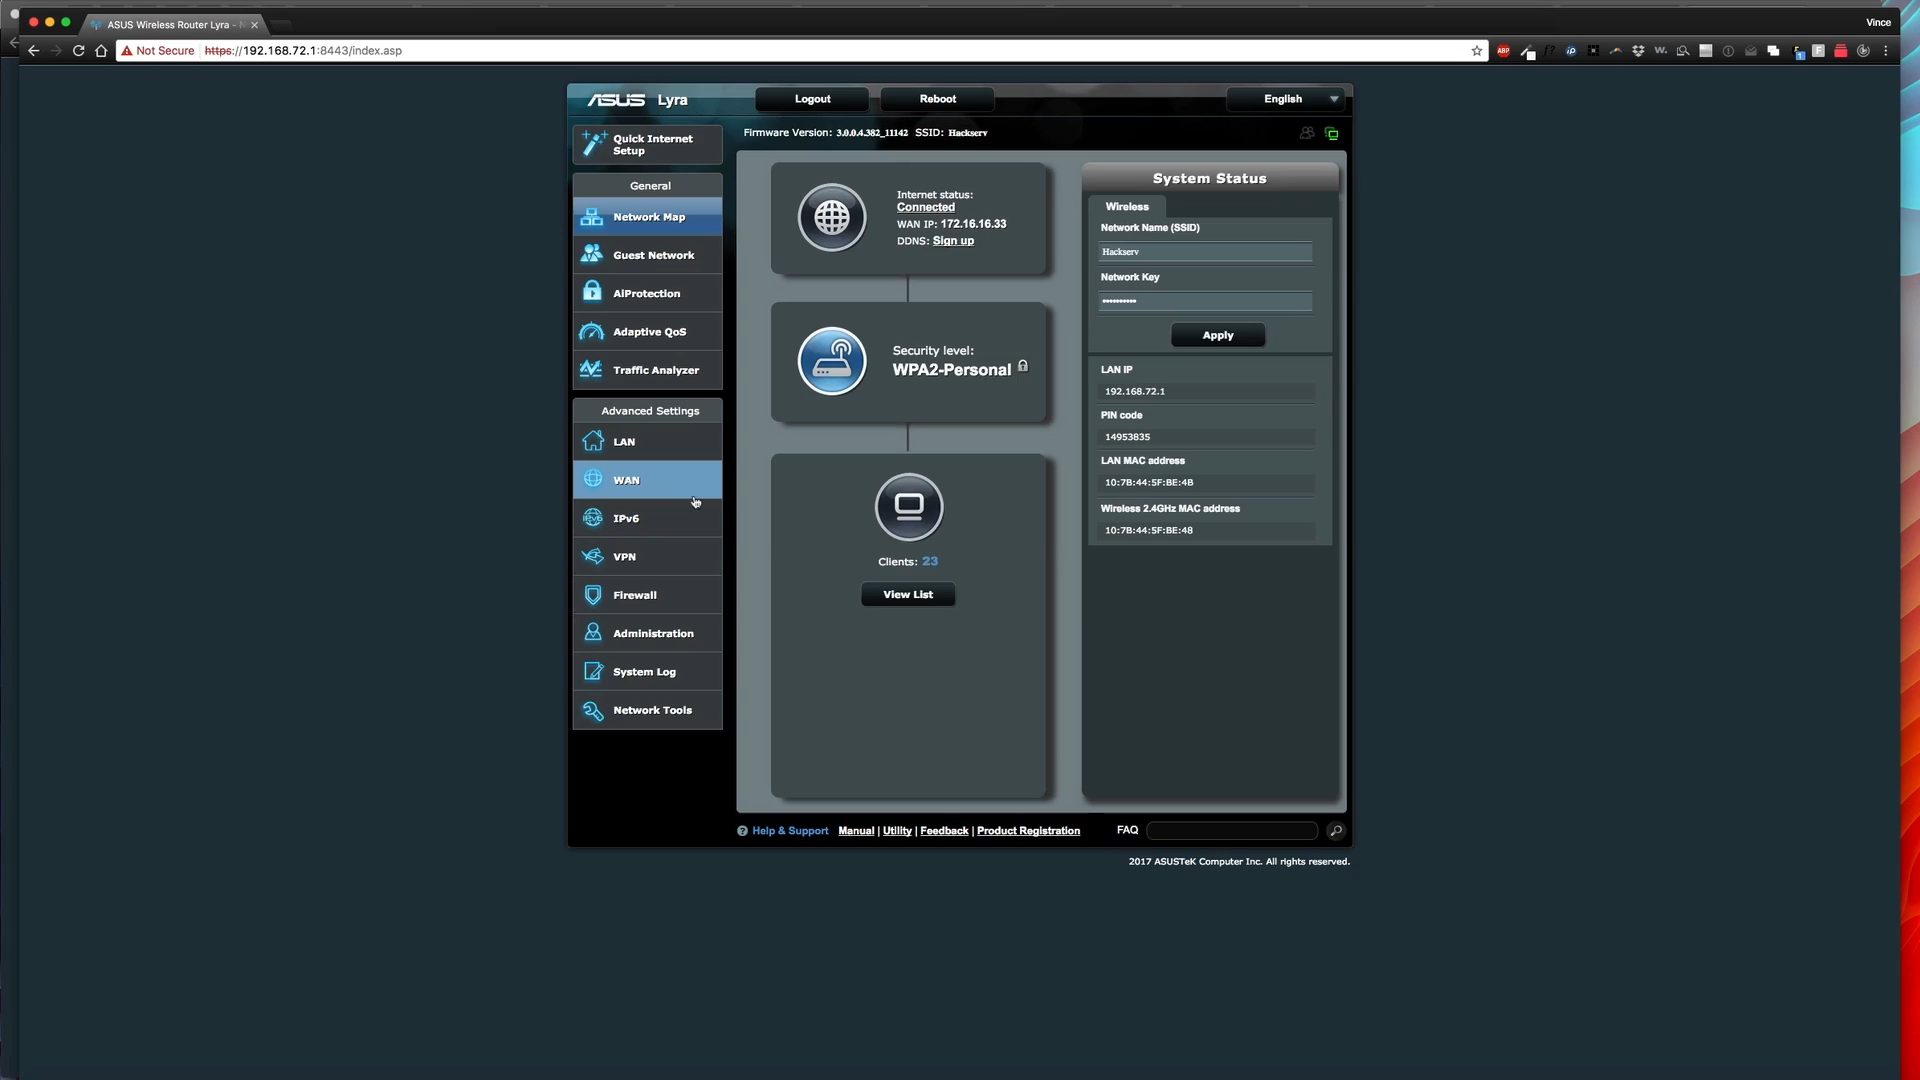 ASUS Wireless Router Lyra -
Vince
Not Secure
https://192.168.72.1:8443/index.asp
ASUS Lyra
Logout
Reboot
English
Quick Internet
Setup
Firmware Version: 3.0.0.4.382_11142 SSID: Hackserv
General
Network Map
Guest Network
AiProtection
Adaptive QoS
Traffic Analyzer
Advanced Settings
LAN
WAN
IPv6
VPN
Firewall
Administration
System Log
Network Tools
Internet status:
Connected
WAN IP: 172.16.16.33
DDNS: Sign up
Security level:
WPA2-Personal
Clients: 23
View List
System Status
Wireless
Network Name (SSID)
Hackserv
Network Key
••••••••••
Apply
LAN IP
192.168.72.1
PIN code
14953835
LAN MAC address
10:7B:44:5F:BE:4B
Wireless 2.4GHz MAC address
10:7B:44:5F:BE:48
Help & Support Manual | Utility | Feedback | Product Registration FAQ
2017 ASUSTeK Computer Inc. All rights reserved.